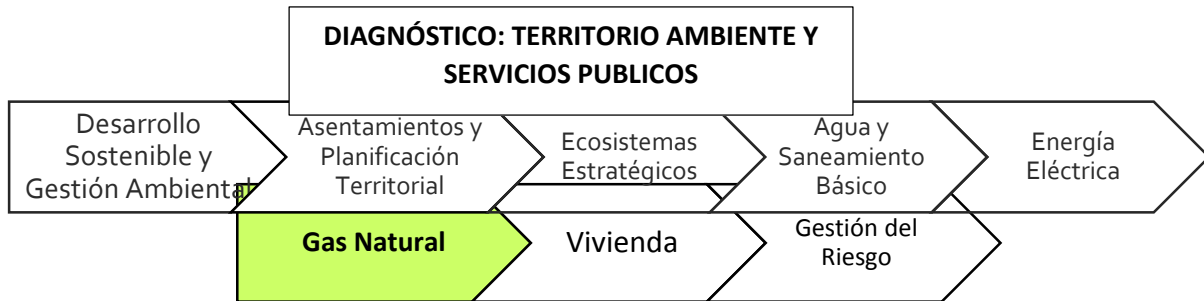 DIAGNÓSTICO: TERRITORIO AMBIENTE Y
SERVICIOS PUBLICOS
Desarrollo
Sostenible y
Gestión Ambiental
Asentamientos y
Planificación
Territorial
Ecosistemas
Estratégicos
Agua y
Saneamiento
Básico
Energía
Eléctrica
Gas Natural
Vivienda
Gestión del
Riesgo